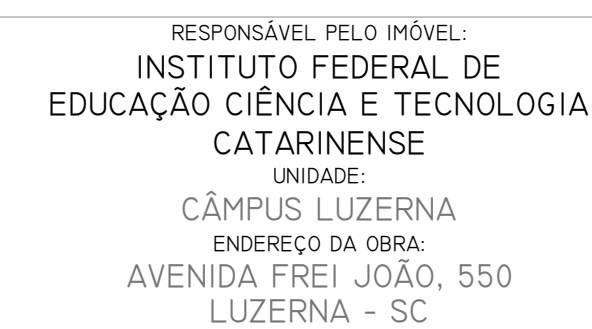 RESPONSÁVEL PELO IMÓVEL:
INSTITUTO FEDERAL DE
EDUCAÇÃO CIÊNCIA E TECNOLOGIA
CATARINENSE
UNIDADE:
CÂMPUS LUZERNA
ENDEREÇO DA OBRA:
AVENIDA FREI JOÃO, 550
LUZERNA - SC